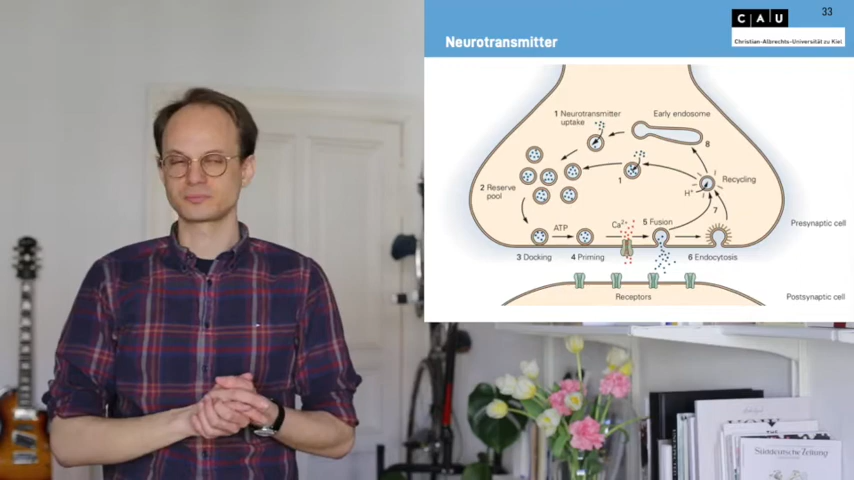 33
C|A|U
Christian-Albrechts-Universität zu Kiel
Neurotransmitter
1 Neurotransmitter
uptake
Early endosome
8
1
Recycling
H+
2 Reserve
pool
7
ATP
Ca2+
5 Fusion
Presynaptic cell
3 Docking
4 Priming
6 Endocytosis
Receptors
Postsynaptic cell
Süddeutsche Zeitung